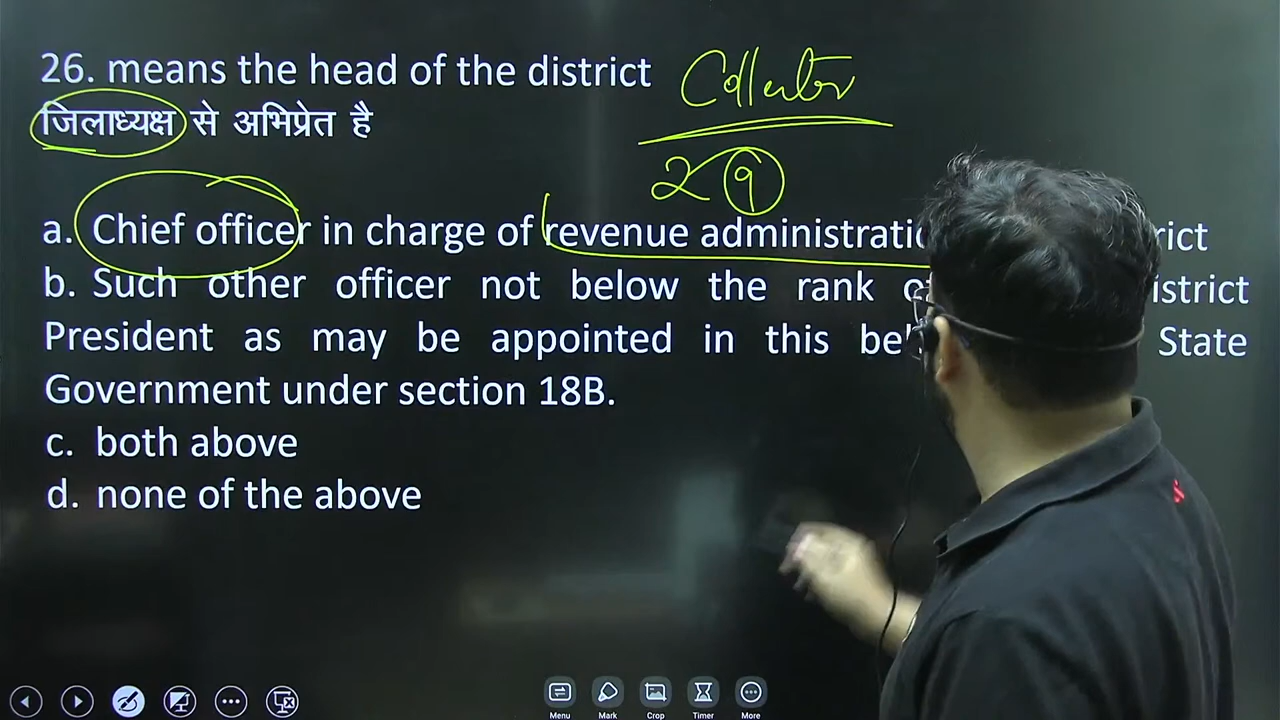 26. means the head of the district
Collector
जिलाध्यक्ष से अभिप्रेत है
2 9
a. Chief officer in charge of revenue administratio rict
b. Such other officer not below the rank o istrict
President as may be appointed in this be State
Government under section 18B.
c. both above
d. none of the above
Menu Mark Crop Timer More